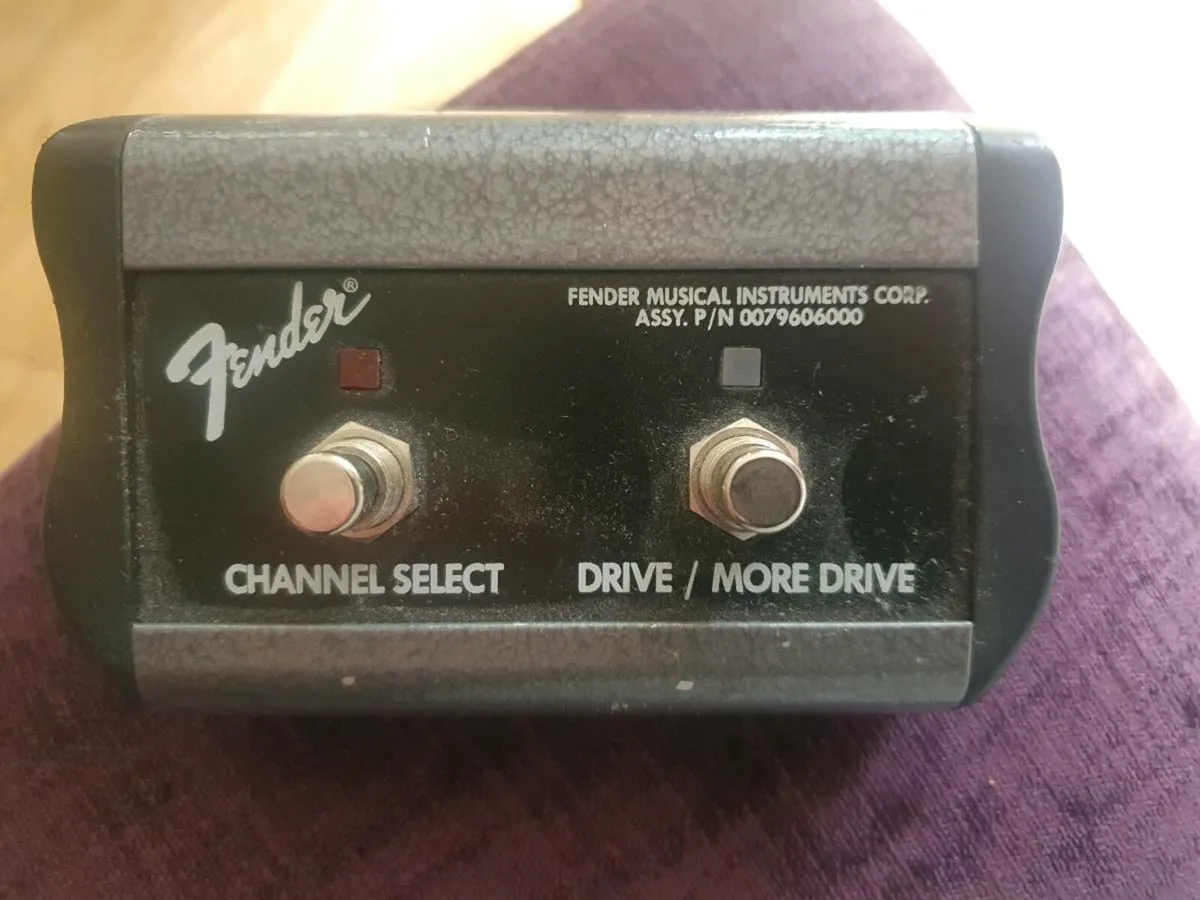 Fender®
FENDER MUSICAL INSTRUMENTS CORP.
ASSY. P/N 0079606000
CHANNEL SELECT
DRIVE / MORE DRIVE